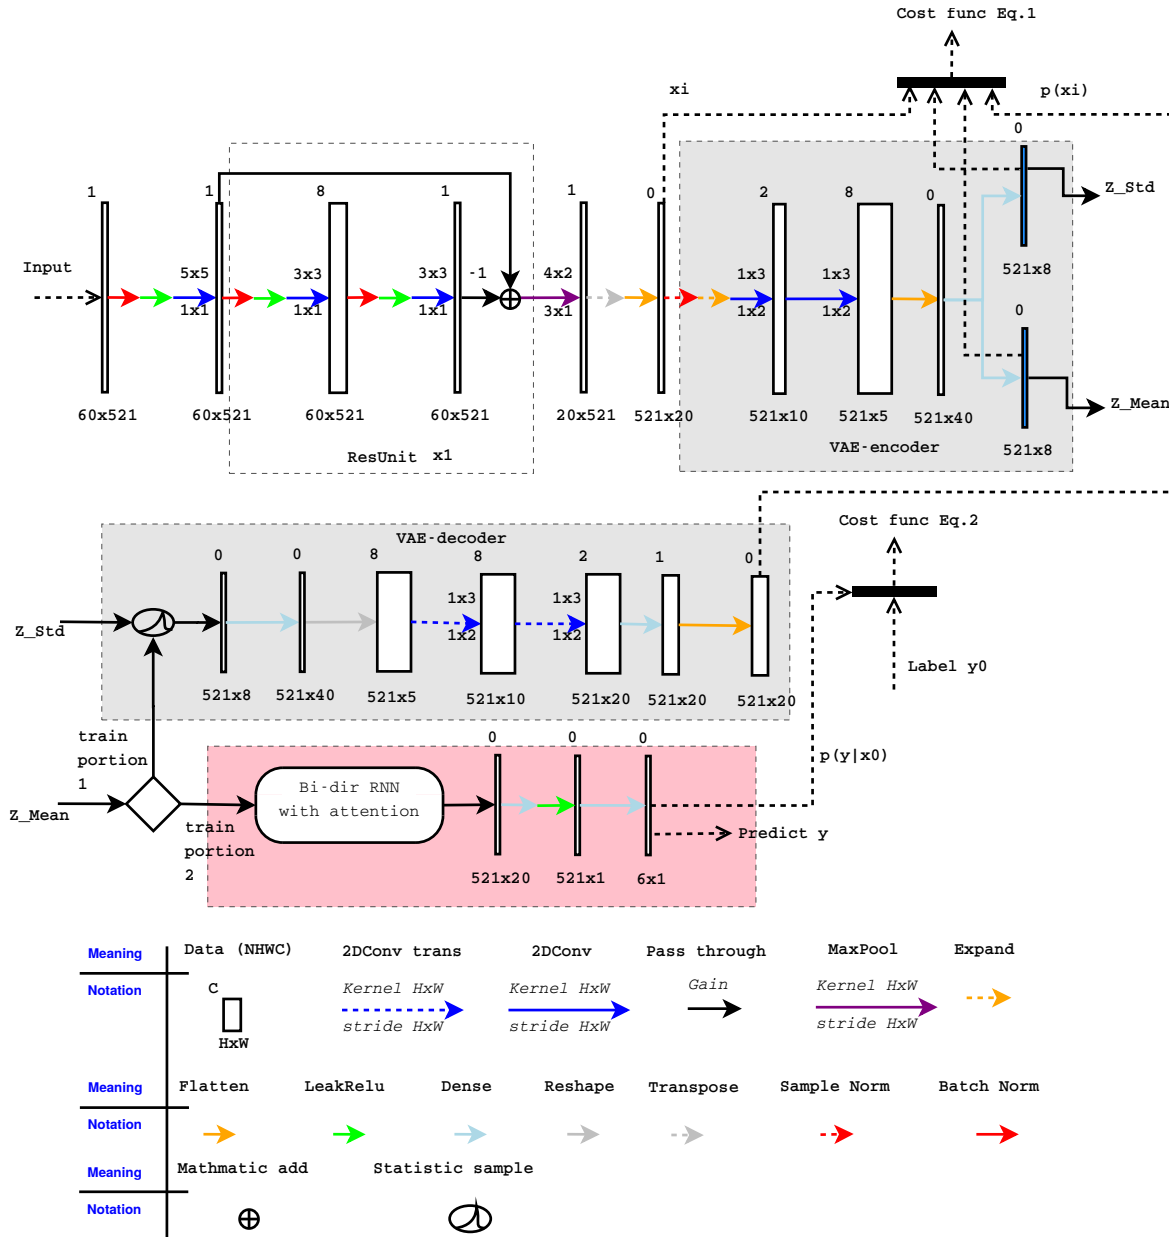 Cost func Eq.1
xi
p(xi)
0
1
1
8
1
1
0
2
8
0
Z_Std
Input
5x5
3x3
3x3
-1
4x2
1x3
1x3
521x8
1x1
1x1
1x1
3x1
1x2
1x2
0
60x521
60x521
60x521
60x521
20x521
521x20
521x10
521x5
521x40
Z_Mean
ResUnit x1
VAE-encoder
521x8
Cost func Eq.2
VAE-decoder
0
0
8
8
2
1
0
1x3
1x3
Z_Std
1x2
1x2
Label y0
521x8
521x40
521x5
521x10
521x20
521x20
521x20
train
portion
1
0
0
0
p(y|x0)
Bi-dir RNN
with attention
Z_Mean
train
portion
2
Predict y
521x20
521x1
6x1
Meaning
Data (NHWC)
2DConv trans
2DConv
Pass through
MaxPool
Expand
Notation
C
HxW
Kernel HxW
stride HxW
Kernel HxW
stride HxW
Gain
Kernel HxW
stride HxW
Meaning
Flatten
LeakRelu
Dense
Reshape
Transpose
Sample Norm
Batch Norm
Notation
Meaning
Mathmatic add
Statistic sample
Notation